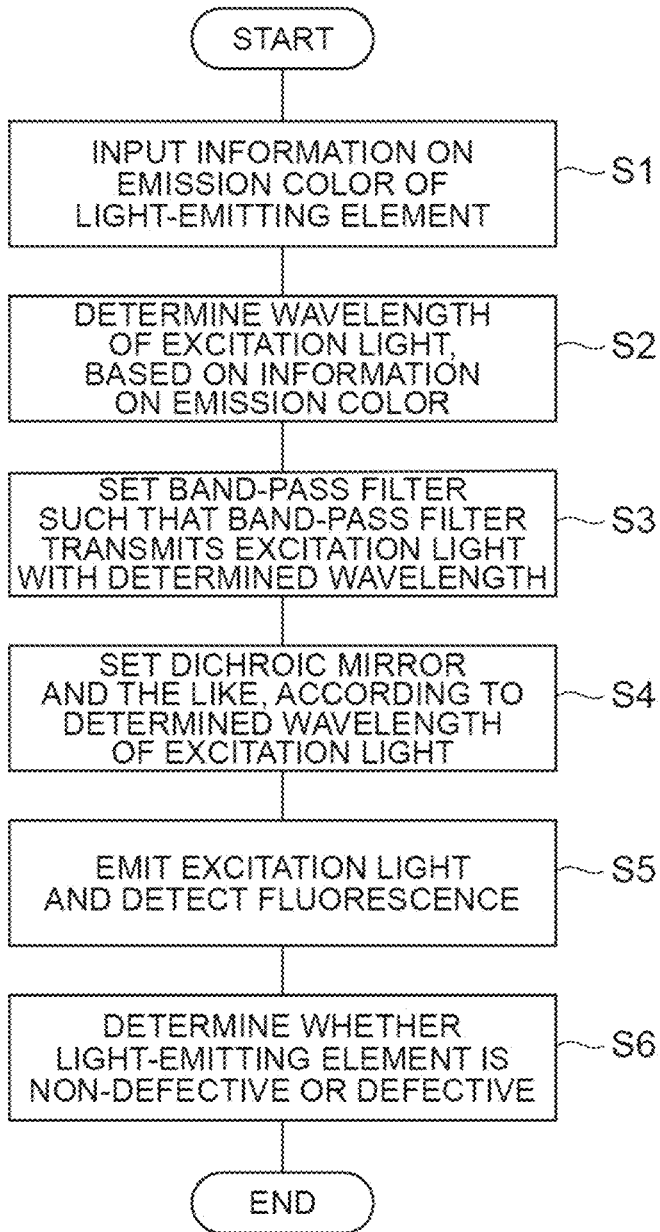 START
INPUT INFORMATION ON
EMISSION COLOR OF
LIGHT-EMITTING ELEMENT
S1
DETERMINE WAVELENGTH
OF EXCITATION LIGHT,
BASED ON INFORMATION
ON EMISSION COLOR
S2
SET BAND-PASS FILTER
SUCH THAT BAND-PASS FILTER
TRANSMITS EXCITATION LIGHT
WITH DETERMINED WAVELENGTH
S3
SET DICHROIC MIRROR
AND THE LIKE, ACCORDING TO
DETERMINED WAVELENGTH
OF EXCITATION LIGHT
S4
EMIT EXCITATION LIGHT
AND DETECT FLUORESCENCE
S5
DETERMINE WHETHER
LIGHT-EMITTING ELEMENT IS
NON-DEFECTIVE OR DEFECTIVE
S6
END